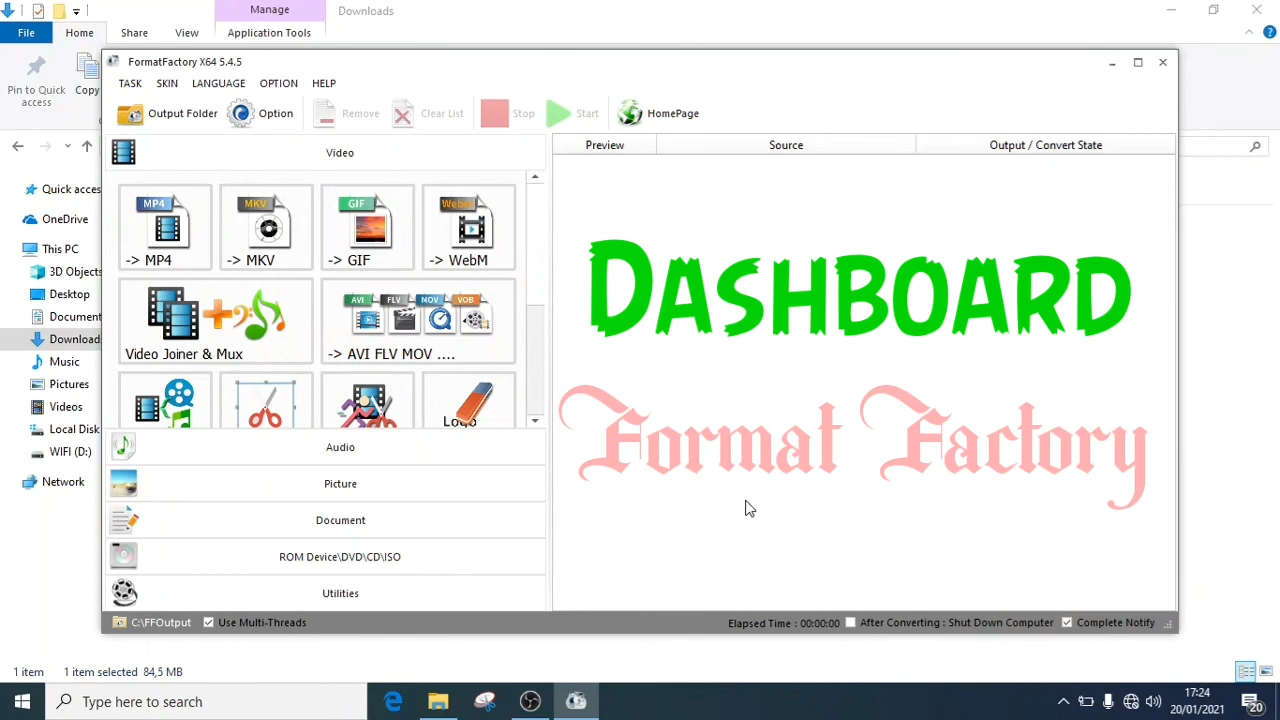 Manage
Downloads
File
Home
Share
View
Application Tools
Pin to Quick
access
Copy
FormatFactory X64 5.4.5
TASK
SKIN
LANGUAGE
OPTION
HELP
Output Folder
Option
Remove
Clear List
Stop
Start
HomePage
Video
Preview
Source
Output / Convert State
MP4
MKV
GIF
WebM
-> MP4
-> MKV
-> GIF
-> WebM
AVI
FLV
MOV
VOB
Video Joiner & Mux
-> AVI FLV MOV ....
Logo
Audio
Picture
Document
ROM Device\DVD\CD\ISO
Utilities
DASHBOARD
Format Factory
Quick acces
OneDrive
This PC
3D Objects
Desktop
Document
Download
Music
Pictures
Videos
Local Disk
WIFI (D:)
Network
C:\FFOutput
Use Multi-Threads
Elapsed Time : 00:00:00
After Converting : Shut Down Computer
Complete Notify
1 item
1 item selected
84,5 MB
Type here to search
17:24
20/01/2021
20